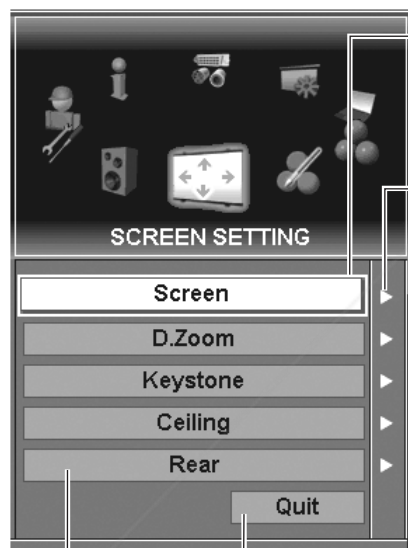 SCREEN SETTING
Screen
D.Zoom
Keystone
Ceiling
Rear
Quit